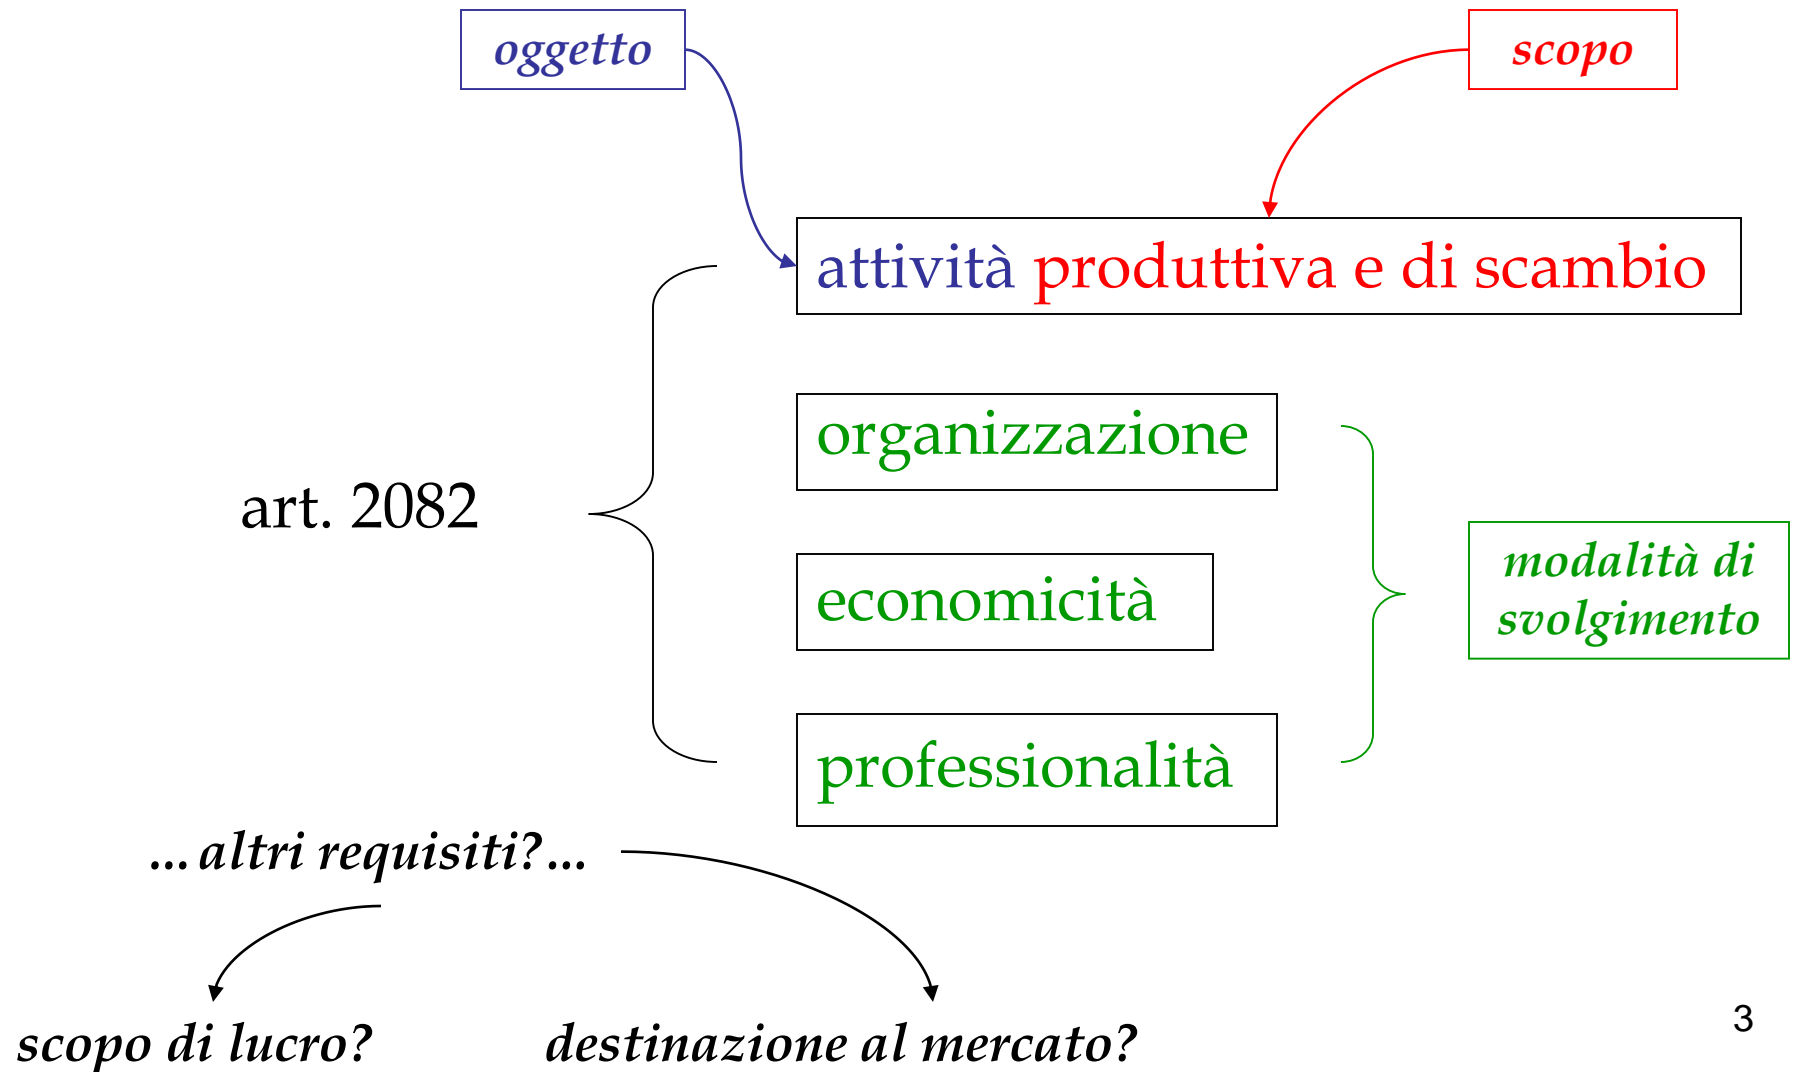 oggetto
scopo
attività produttiva e di scambio
organizzazione
art. 2082
economicità
modalità di
svolgimento
professionalità
...altri requisiti?...
scopo di lucro?
destinazione al mercato?
3